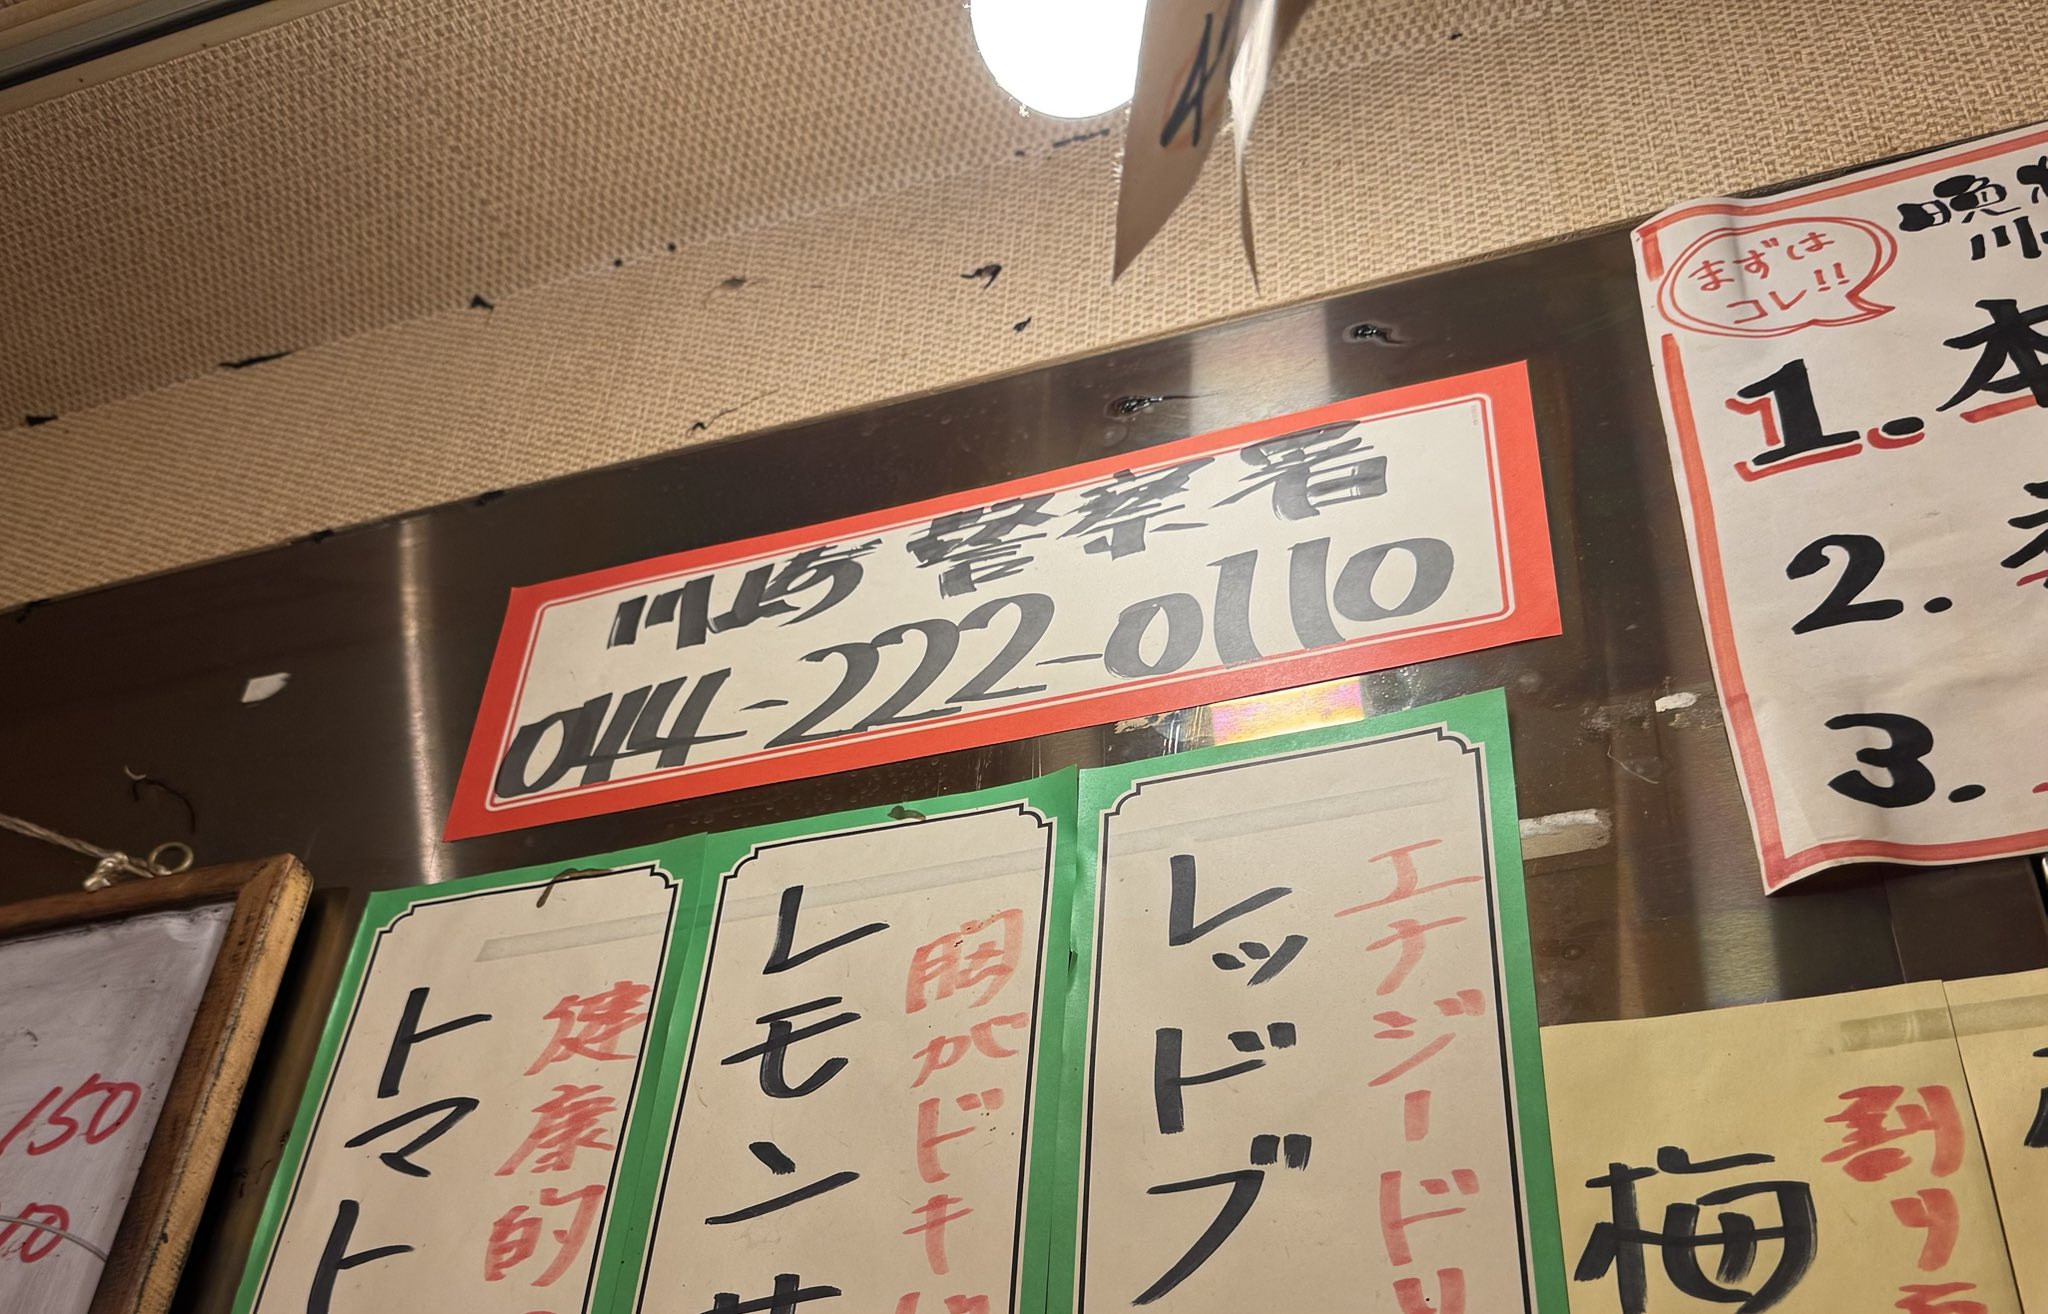 川崎警察署
044-222-0110
まずは
コレ!!
1. 本
2.
3.
エナジードリ
レッドブ
胸がドキ
レモンサ
健康的
トマト
割り
梅
150